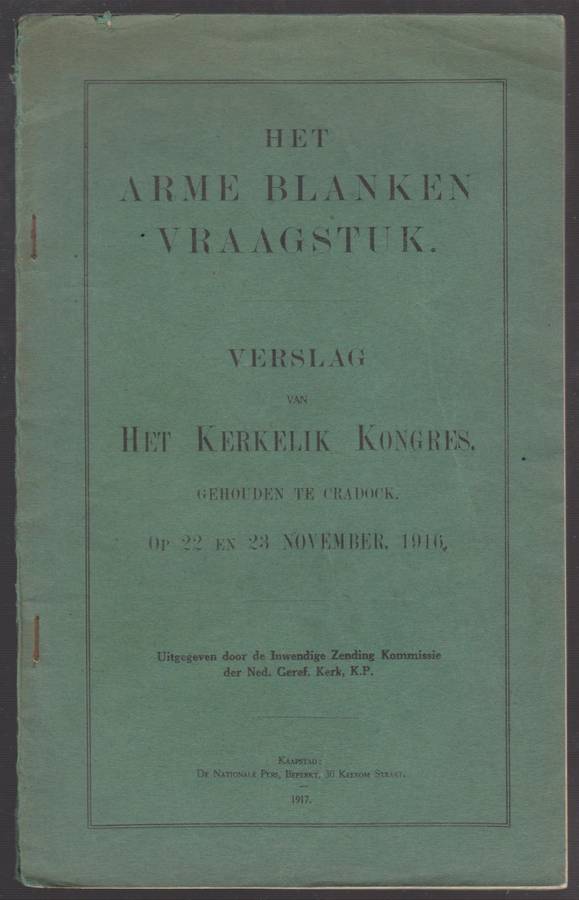 HET
ARME BLANKEN
VRAAGSTUK.
VERSLAG
VAN
HET KERKELIK KONGRES,
GEHOUDEN TE CRADOCK,
OP 22 EN 23 NOVEMBER, 1916,
Uitgegeven door de Inwendige Zending Kommissie
der Ned. Geref. Kerk, K.P.
KAAPSTAD:
DE NATIONALE PERS, BEPERKT, 30 KEEROM STRAAT.
1917.